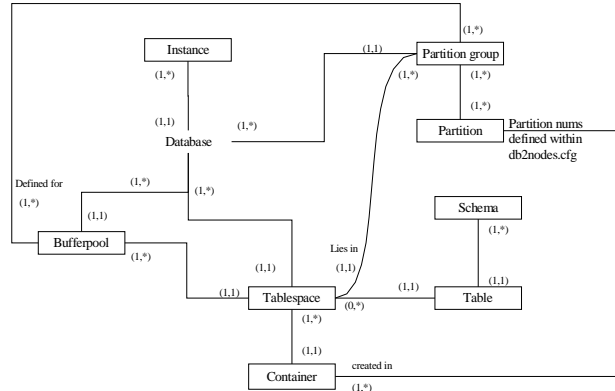 (1,*)
Instance
(1,1)
Partition group
(1,*)
(1,*)
(1,*)
(1,*)
(1,1)
(1,*)
Partition
Partition nums
defined within
db2nodes.cfg
Database
Defined for
(1,*)
(1,*)
(1,*)
(1,1)
Schema
(1,*)
Bufferpool
(1,*)
Lies in
(1,1)
(1,1)
(1,1)
(1,1)
(1,1)
Tablespace
(0,*)
Table
(1,*)
(1,1)
Container
created in
(1,*)